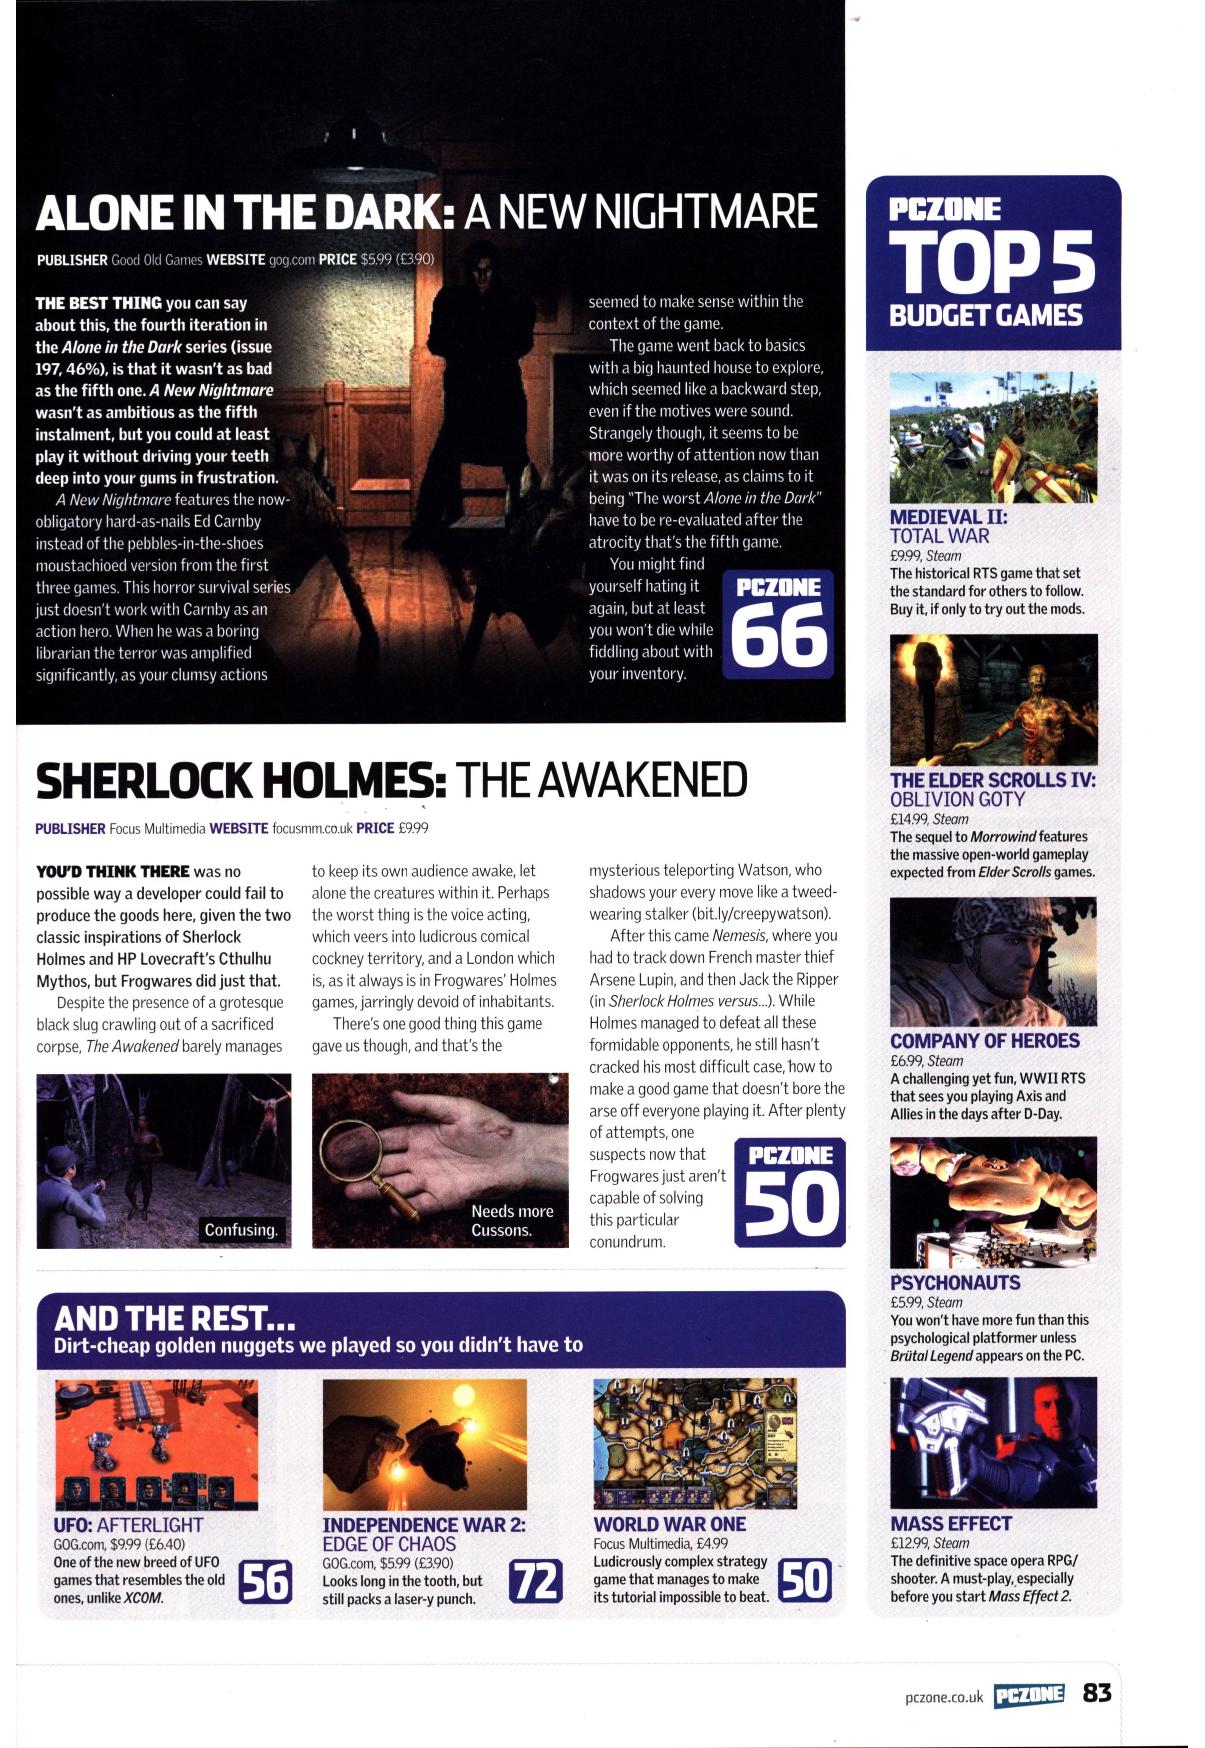 ALONE IN THE DARK: A NEW NIGHTMARE
PUBLISHER Good Old Games WEBSITE gog.com PRICE $5.99 (£3.90)
THE BEST THING you can say
about this, the fourth iteration in
the Alone in the Dark series (issue
197, 46%), is that it wasn't as bad
as the fifth one. A New Nightmare
wasn't as ambitious as the fifth
instalment, but you could at least
play it without driving your teeth
deep into your gums in frustration.
A New Nightmare features the now-
obligatory hard-as-nails Ed Carnby
instead of the pebbles-in-the-shoes
moustachioed version from the first
three games. This horror survival series
just doesn't work with Carnby as an
action hero. When he was a boring
librarian the terror was amplified
significantly, as your clumsy actions
seemed to make sense within the
context of the game.
The game went back to basics
with a big haunted house to explore,
which seemed like a backward step,
even if the motives were sound.
Strangely though, it seems to be
more worthy of attention now than
it was on its release, as claims to it
being "The worst Alone in the Dark"
have to be re-evaluated after the
atrocity that's the fifth game.
You might find
yourself hating it
again, but at least
you won't die while
fiddling about with
your inventory.
PCZONE
66
SHERLOCK HOLMES: THE AWAKENED
PUBLISHER Focus Multimedia WEBSITE focusmm.co.uk PRICE £9.99
YOU'D THINK THERE was no
possible way a developer could fail to
produce the goods here, given the two
classic inspirations of Sherlock
Holmes and HP Lovecraft's Cthulhu
Mythos, but Frogwares did just that.
Despite the presence of a grotesque
black slug crawling out of a sacrificed
corpse, The Awakened barely manages
to keep its own audience awake, let
alone the creatures within it. Perhaps
the worst thing is the voice acting,
which veers into ludicrous comical
cockney territory, and a London which
is, as it always is in Frogwares' Holmes
games, jarringly devoid of inhabitants.
There's one good thing this game
gave us though, and that's the
mysterious teleporting Watson, who
shadows your every move like a tweed-
wearing stalker (bit.ly/creepywatson).
After this came Nemesis, where you
had to track down French master thief
Arsene Lupin, and then Jack the Ripper
(in Sherlock Holmes versus...). While
Holmes managed to defeat all these
formidable opponents, he still hasn't
cracked his most difficult case, how to
make a good game that doesn't bore the
arse off everyone playing it. After plenty
of attempts, one
suspects now that
Frogwares just aren't
capable of solving
this particular
conundrum.
Confusing.
Needs more
Cussons.
PCZONE
50
AND THE REST...
Dirt-cheap golden nuggets we played so you didn't have to
UFO: AFTERLIGHT
GOG.com, $9.99 (£6.40)
One of the new breed of UFO
games that resembles the old
ones, unlike XCOM.
56
INDEPENDENCE WAR 2:
EDGE OF CHAOS
GOG.com, $5.99 (£3.90)
Looks long in the tooth, but
still packs a laser-y punch.
72
WORLD WAR ONE
Focus Multimedia, £4.99
Ludicrously complex strategy
game that manages to make
its tutorial impossible to beat.
50
PCZONE
TOP 5
BUDGET GAMES
MEDIEVAL II:
TOTAL WAR
£9.99, Steam
The historical RTS game that set
the standard for others to follow.
Buy it, if only to try out the mods.
THE ELDER SCROLLS IV:
OBLIVION GOTY
£14.99, Steam
The sequel to Morrowind features
the massive open-world gameplay
expected from Elder Scrolls games.
COMPANY OF HEROES
£6.99, Steam
A challenging yet fun, WWII RTS
that sees you playing Axis and
Allies in the days after D-Day.
PSYCHONAUTS
£5.99, Steam
You won't have more fun than this
psychological platformer unless
Brütal Legend appears on the PC.
MASS EFFECT
£12.99, Steam
The definitive space opera RPG/
shooter. A must-play, especially
before you start Mass Effect 2.
pczone.co.uk PCZONE 83